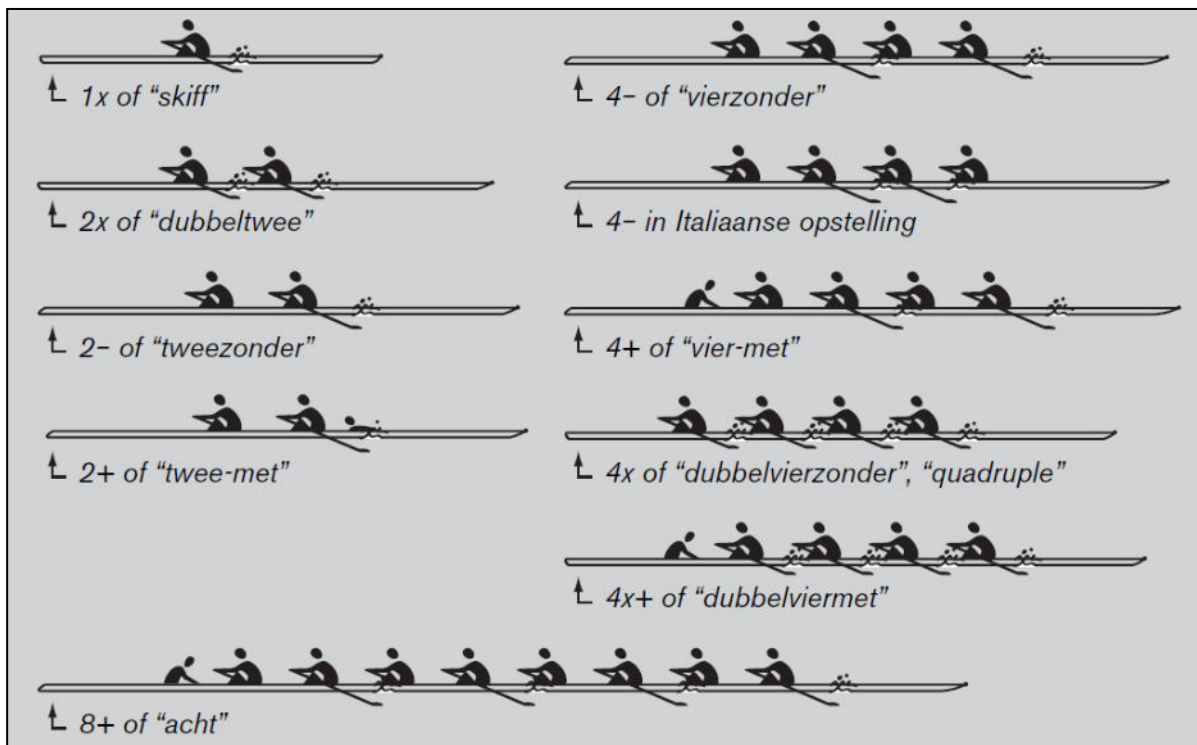 1x of “skiff”
2x of “dubbeltwee”
2– of “tweezonder”
2+ of “twee-met”
4– of “vierzonder”
4– in Italiaanse opstelling
4+ of “vier-met”
4x of “dubbelvierzonder”, “quadruple”
4x+ of “dubbelviermet”
8+ of “acht”